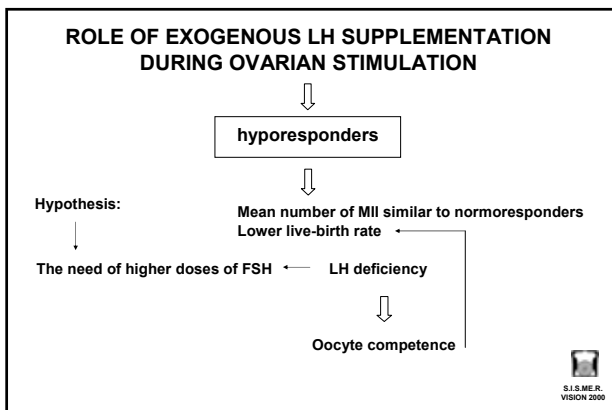 ROLE OF EXOGENOUS LH SUPPLEMENTATION
DURING OVARIAN STIMULATION
hyporesponders
Hypothesis:
Mean number of MII similar to normoresponders
Lower live-birth rate
The need of higher doses of FSH
LH deficiency
Oocyte competence
S.I.S.ME.R.
VISION 2000